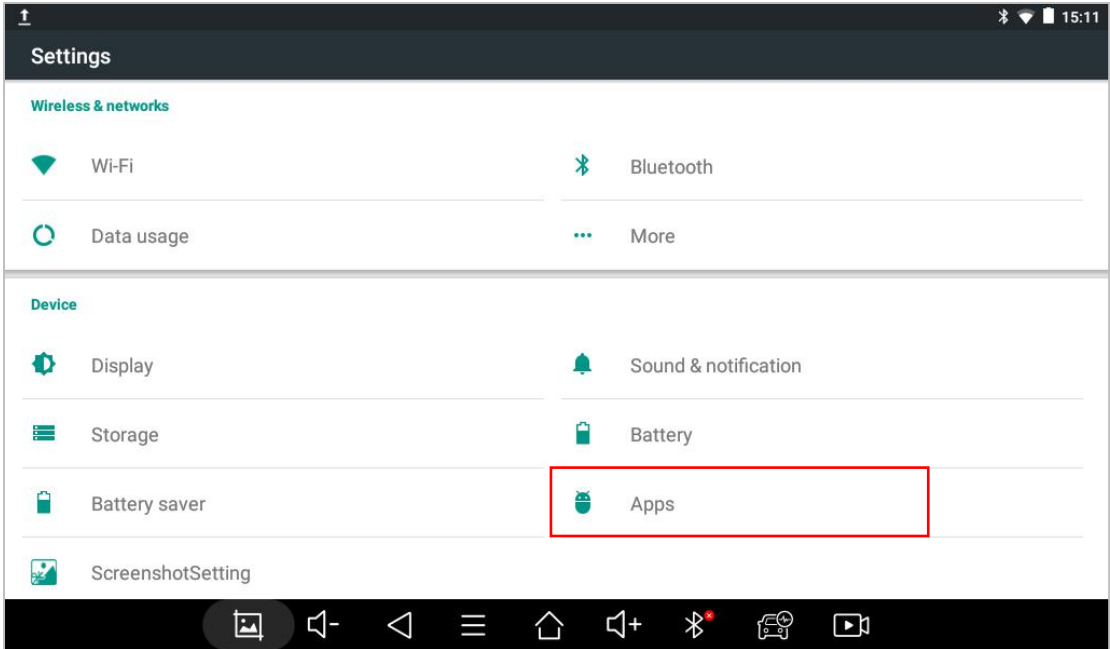 15:11
Settings
Wireless & networks
Wi-Fi
Bluetooth
Data usage
More
Device
Display
Sound & notification
Storage
Battery
Battery saver
Apps
ScreenshotSetting